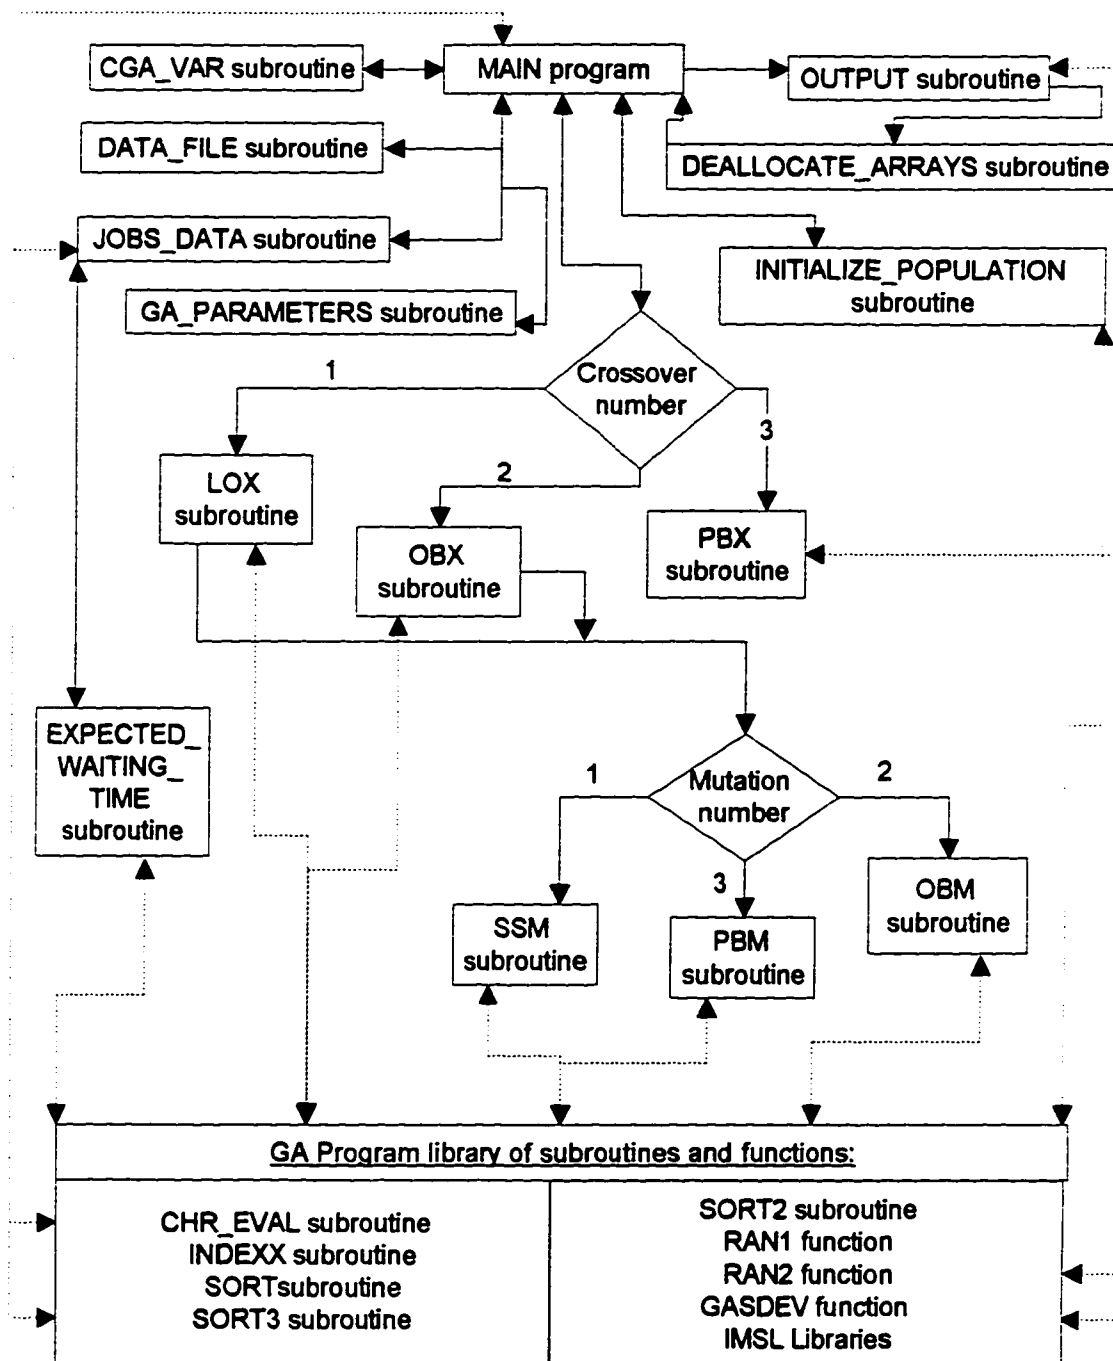 CGA_VAR subroutine
MAIN program
OUTPUT subroutine
DATA_FILE subroutine
DEALLOCATE_ARRAYS subroutine
JOBS_DATA subroutine
INITIALIZE_POPULATION
subroutine
GA_PARAMETERS subroutine
Crossover
number
1
2
3
LOX
subroutine
OBX
subroutine
PBX
subroutine
EXPECTED_
WAITING_
TIME
subroutine
Mutation
number
1
2
3
SSM
subroutine
PBM
subroutine
OBM
subroutine
GA Program library of subroutines and functions:
CHR_EVAL subroutine
INDEXX subroutine
SORTsubroutine
SORT3 subroutine
SORT2 subroutine
RAN1 function
RAN2 function
GASDEV function
IMSL Libraries